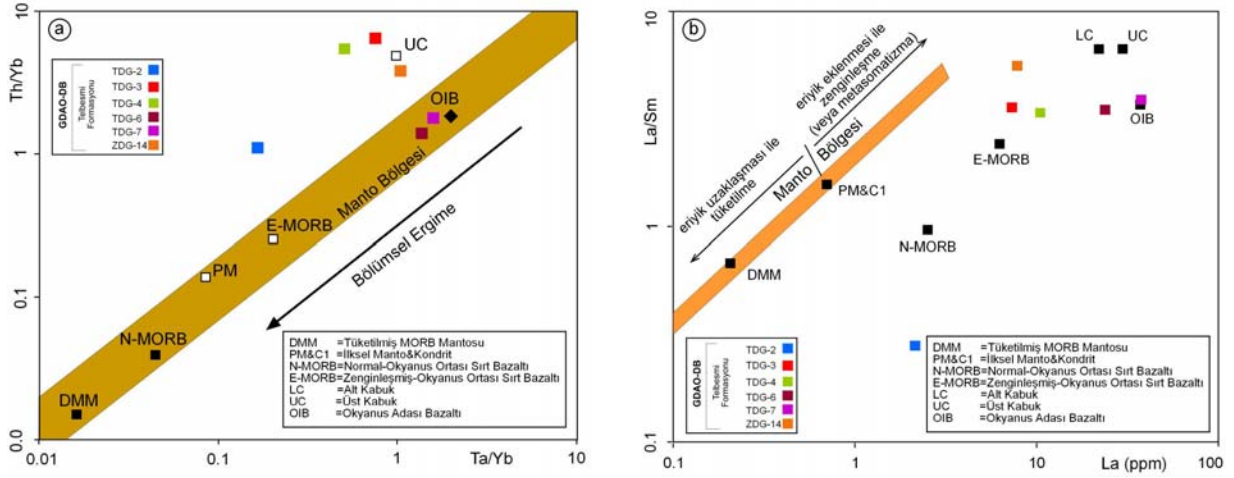 a
10
1
0.1
0.0
Th/Yb
0.01
0.1
1
10
Ta/Yb
GDAO-DB
Telbesmi
Formasyonu
TDG-2
TDG-3
TDG-4
TDG-6
TDG-7
ZDG-14
UC
OIB
Manto Bölgesi
E-MORB
PM
N-MORB
DMM
Bölümsel Ergime
DMM =Tüketilmiş MORB Mantosu
PM&C1 =İlksel Manto&Kondrit
N-MORB=Normal-Okyanus Ortası Sırt Bazaltı
E-MORB=Zenginleşmiş-Okyanus Ortası Sırt Bazaltı
LC =Alt Kabuk
UC =Üst Kabuk
OIB =Okyanus Adası Bazaltı
b
10
1
0.1
La/Sm
0.1
1
10
100
La (ppm)
eriyik eklenmesi ile
zenginleşme
(veya metasomatizma)
eriyik uzaklaşması ile
tüketilme
Manto Bölgesi
LC
UC
OIB
E-MORB
PM&C1
N-MORB
DMM
GDAO-DB
Telbesmi
Formasyonu
TDG-2
TDG-3
TDG-4
TDG-6
TDG-7
ZDG-14
DMM =Tüketilmiş MORB Mantosu
PM&C1 =İlksel Manto&Kondrit
N-MORB=Normal-Okyanus Ortası Sırt Bazaltı
E-MORB=Zenginleşmiş-Okyanus Ortası Sırt Bazaltı
LC =Alt Kabuk
UC =Üst Kabuk
OIB =Okyanus Adası Bazaltı